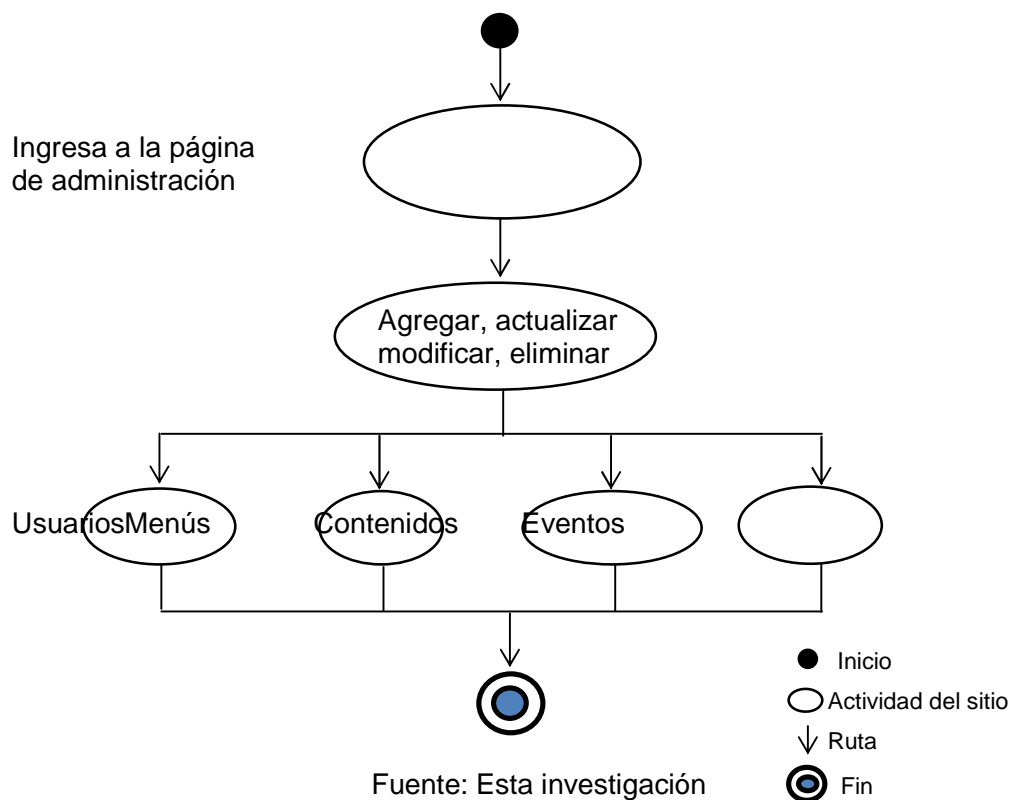 Ingresa a la página
de administración
Agregar, actualizar
modificar, eliminar
UsuariosMenús Contenidos Eventos
Inicio
Actividad del sitio
Ruta
Fin
Fuente: Esta investigación